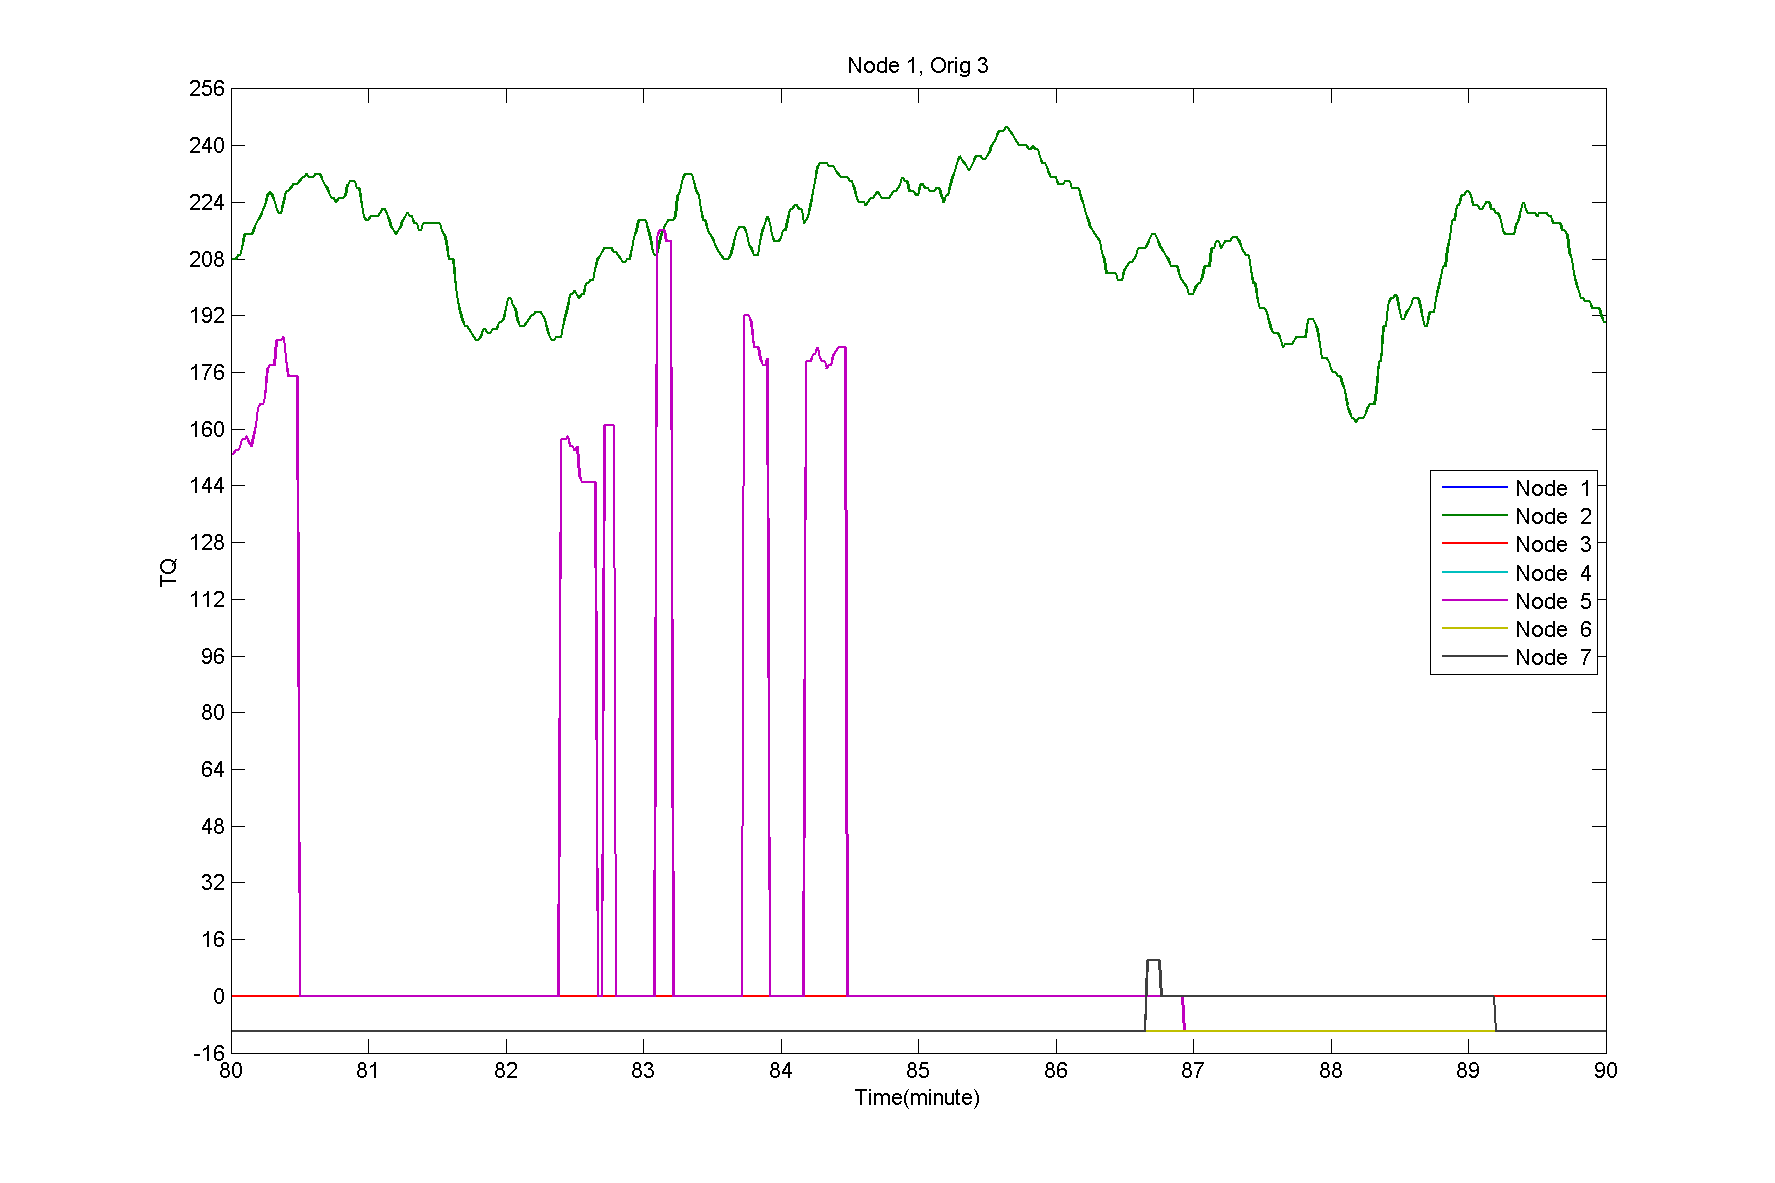 Node 1, Orig 3
256
240
224
208
192
176
160
144
128
112
96
80
64
48
32
16
0
-16
TQ
Node 1
Node 2
Node 3
Node 4
Node 5
Node 6
Node 7
80 81 82 83 84 85 86 87 88 89 90
Time(minute)